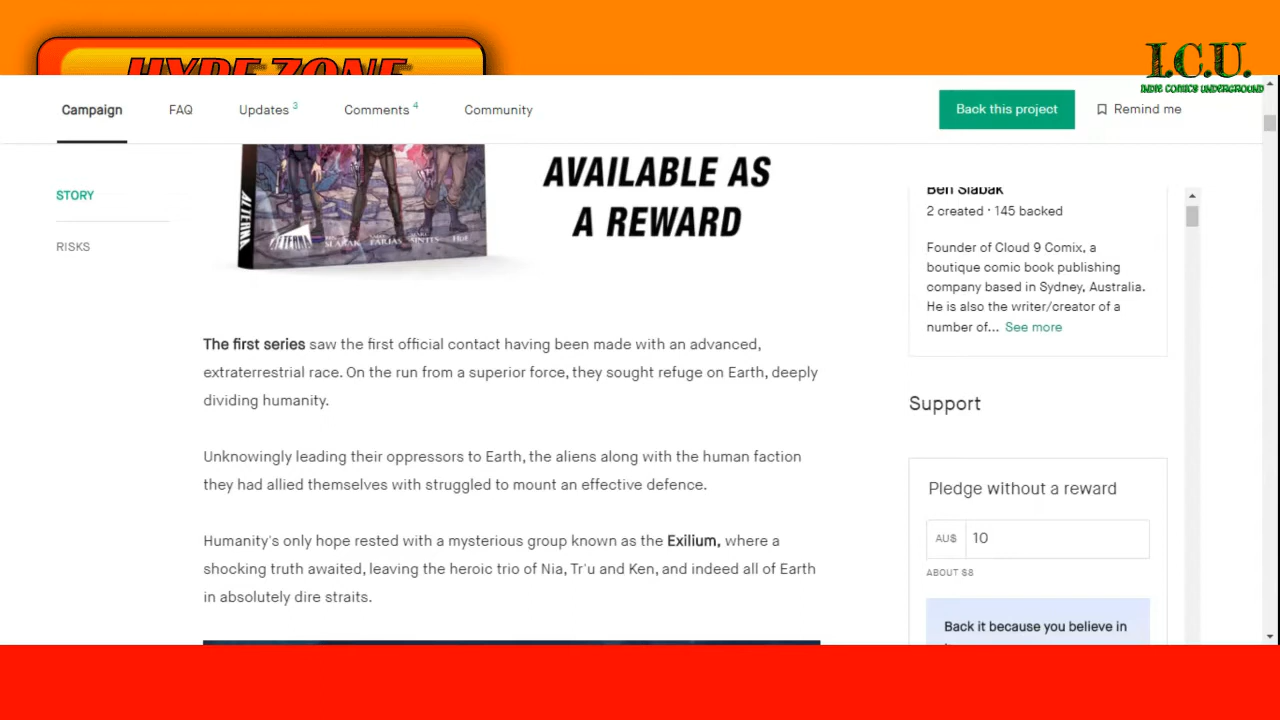 HYPE ZONE
I.C.U.
INDIE COMICS UNDERGROUND
Campaign
FAQ
Updates 3
Comments 4
Community
Back this project
Remind me
STORY
RISKS
ALTERNA
ALTERNA
SLABAK FARIAS
AVAILABLE AS
A REWARD
The first series saw the first official contact having been made with an advanced,
extraterrestrial race. On the run from a superior force, they sought refuge on Earth, deeply
dividing humanity.
Unknowingly leading their oppressors to Earth, the aliens along with the human faction
they had allied themselves with struggled to mount an effective defence.
Humanity's only hope rested with a mysterious group known as the Exilium, where a
shocking truth awaited, leaving the heroic trio of Nia, Tr'u and Ken, and indeed all of Earth
in absolutely dire straits.
Ben Slabak
2 created · 145 backed
Founder of Cloud 9 Comix, a
boutique comic book publishing
company based in Sydney, Australia.
He is also the writer/creator of a
number of... See more
Support
Pledge without a reward
AU$ 10
ABOUT $8
Back it because you believe in